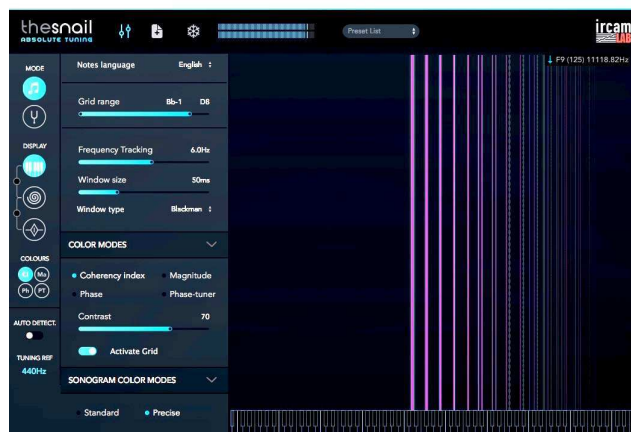 thesnail
ABSOLUTE TUNING
Preset List
ircam
LAB
MODE
Notes language English
F9 (125) 11118.82Hz
Grid range Bb-1 D8
DISPLAY
Frequency Tracking 6.0Hz
Window size 50ms
Window type Blackman
COLOR MODES
COLOURS
CI Ma
Ph PT
Coherency index Magnitude
Phase Phase-tuner
Contrast 70
AUTO DETECT.
Activate Grid
TUNING REF
440Hz
SONOGRAM COLOR MODES
Standard Precise